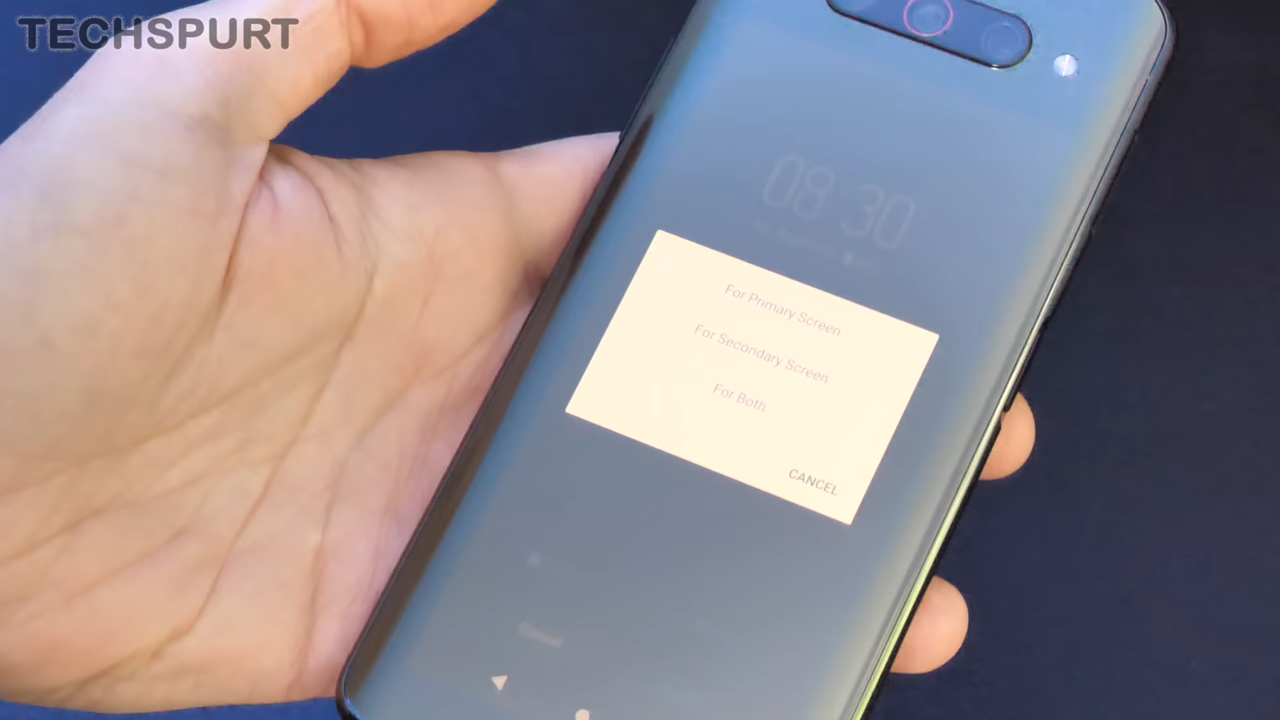 TECHSPURT
08:30
For Primary Screen
For Secondary Screen
For Both
CANCEL